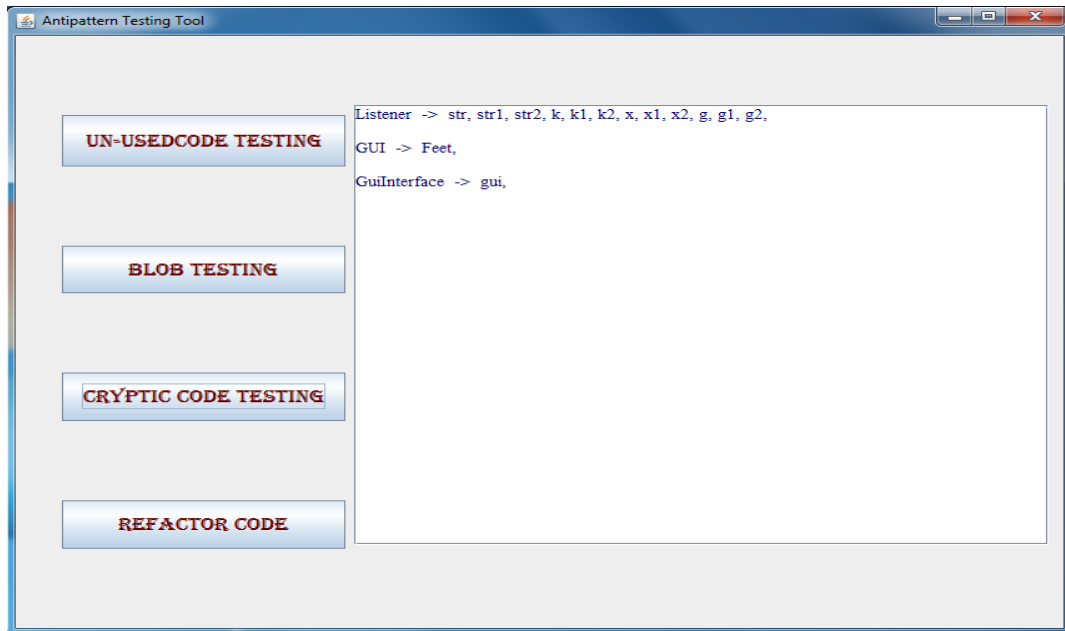 Antipattern Testing Tool
UN-USEDCODE TESTING
BLOB TESTING
CRYPTIC CODE TESTING
REFACTOR CODE
Listener -> str, str1, str2, k, k1, k2, x, x1, x2, g, g1, g2,
GUI -> Feet,
GuiInterface -> gui,